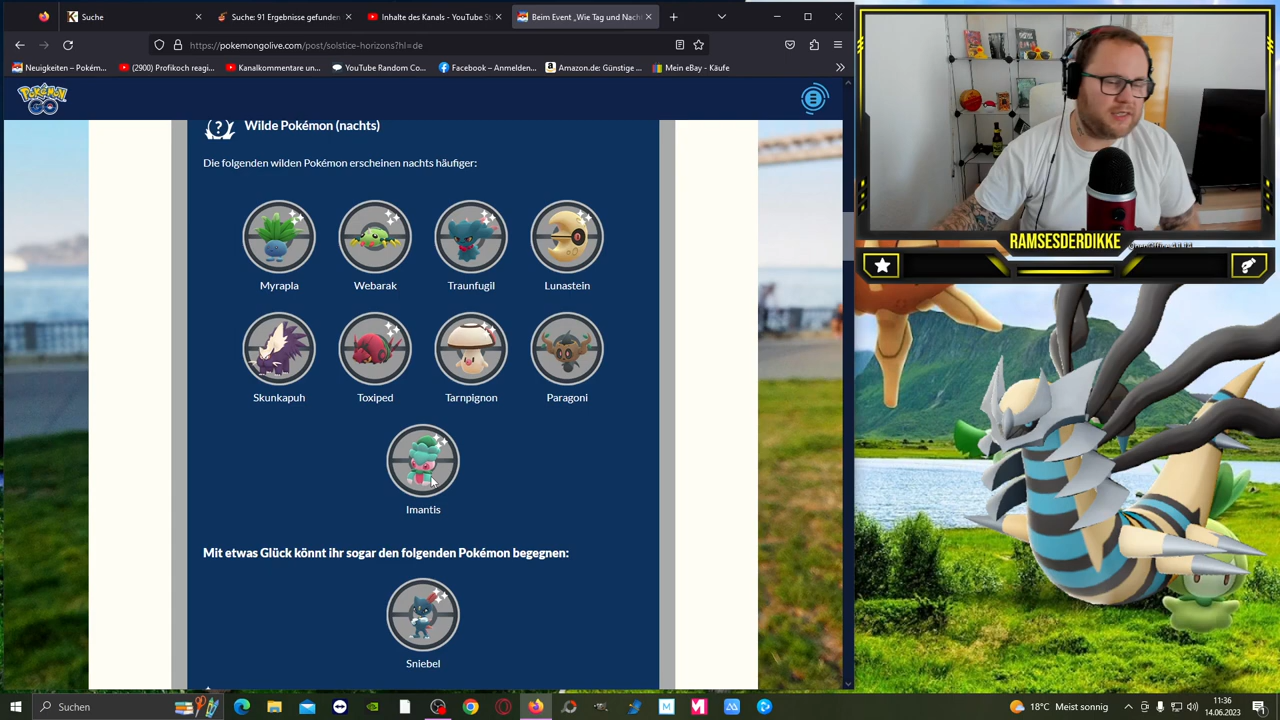 Suche
Suche: 91 Ergebnisse gefunden
Inhalte des Kanals - YouTube St
Beim Event „Wie Tag und Nach
https://pokemongolive.com/post/solstice-horizons?hl=de
Neuigkeiten – Pokém...
(2900) Profikoch reagi...
Kanalkomentare
YouTube Random Co...
Facebook – Anmelden...
Amazon.de: Günstige ...
Mein eBay - Käufe
POKÉMON
GO
Wilde Pokémon (nachts)
Die folgenden wilden Pokémon erscheinen nachts häufiger:
Myrapla
Webarak
Traunfugil
Lunastein
Skunkapuh
Toxiped
Tarnpignon
Paragoni
Imantis
Mit etwas Glück könnt ihr sogar den folgenden Pokémon begegnen:
Sniebel
RAMSESDERDIKKE
Suchen
18°C Meist sonnig
11:36
14.06.2023